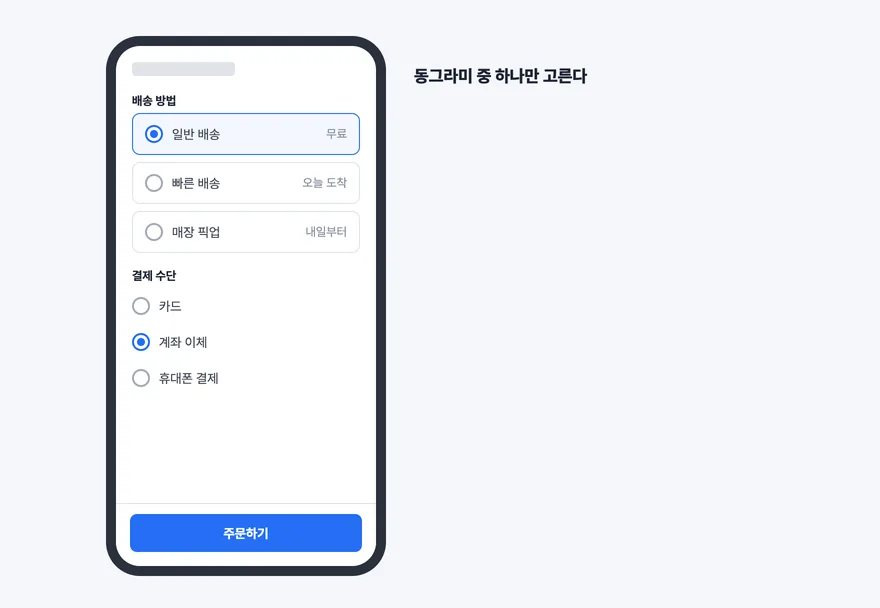 동그라미 중 하나만 고른다
배송 방법
일반 배송 무료
빠른 배송 오늘 도착
매장 픽업 내일부터
결제 수단
카드
계좌 이체
휴대폰 결제
주문하기